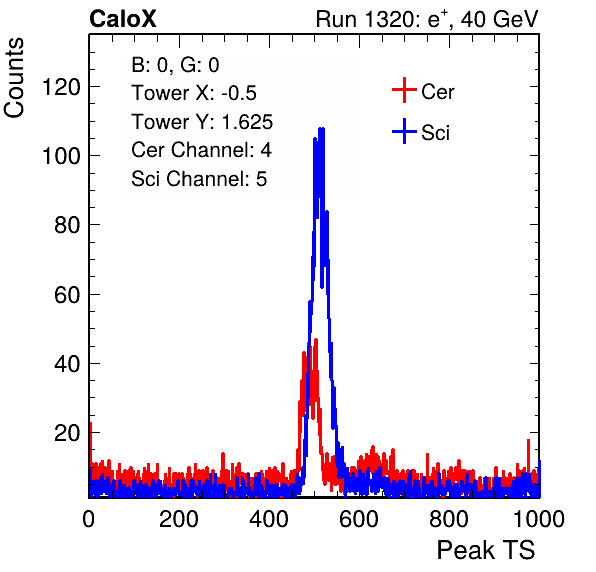 CaloX Run 1320: e⁺, 40 GeV
B: 0, G: 0
Tower X: -0.5
Tower Y: 1.625
Cer Channel: 4
Sci Channel: 5
Cer
Sci
Counts
120
100
80
60
40
20
0 200 400 600 800 1000
Peak TS